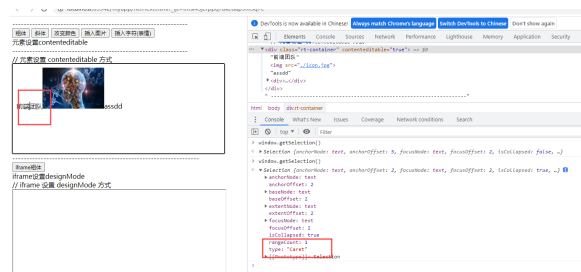 DevTools is now available in Chinese! Always match Chrome's language Switch DevTools to Chinese Don't show again
粗体 斜体 改变颜色 插入图片 插入字符(表情)
元素设置contenteditable
// 元素设置 contenteditable 方式
前端团队 assdd
iframe粗体
iframe设置designMode
// iframe 设置 designMode 方式
Elements Console Sources Network Performance Lighthouse Memory Application Security
<div class="rt-container" contenteditable="true"> == $0
"前端团队"
<img src="./icon.jpg">
"assdd"
<div>…</div>
</div>
html body div.rt-container
Console What's New Issues Coverage Network conditions Search
top Filter
window.getSelection()
Selection {anchorNode: text, anchorOffset: 3, focusNode: text, focusOffset: 2, isCollapsed: false, …}
window.getSelection()
Selection {anchorNode: text, anchorOffset: 2, focusNode: text, focusOffset: 2, isCollapsed: true, …}
anchorNode: text
anchorOffset: 2
baseNode: text
baseOffset: 2
extentNode: text
extentOffset: 2
focusNode: text
focusOffset: 2
isCollapsed: true
rangeCount: 1
type: "Caret"
[[Prototype]]: Selection